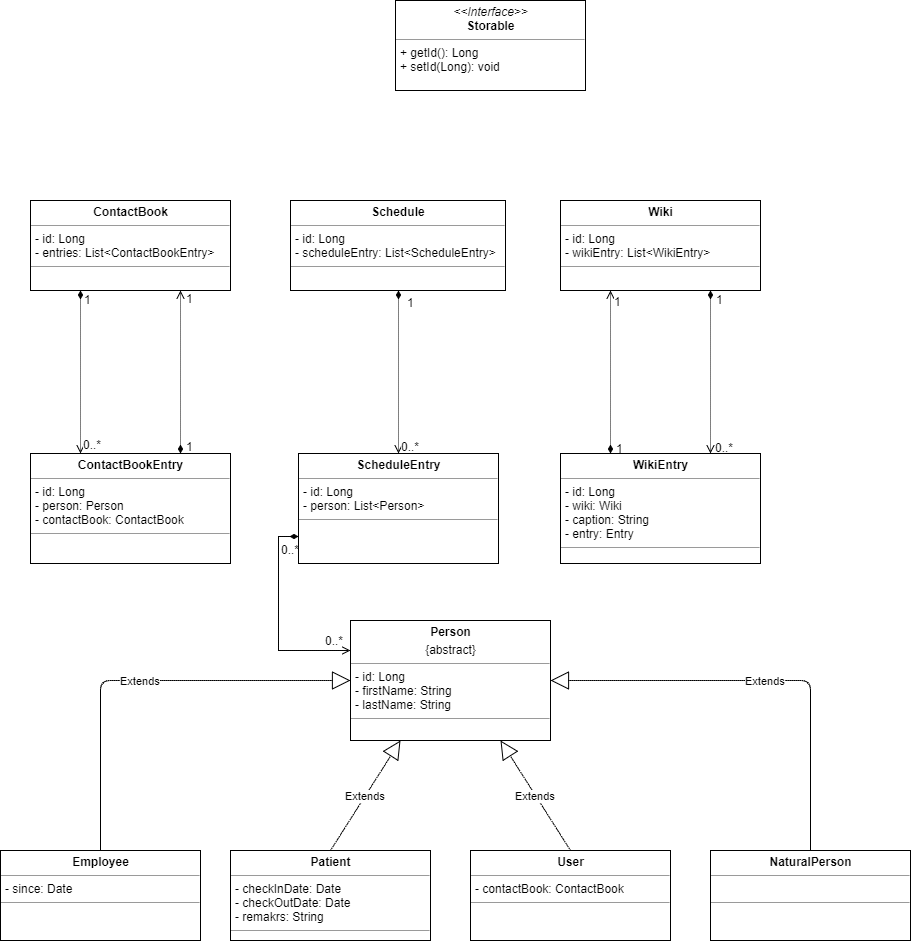 <<Interface>>
Storable
+ getId(): Long
+ setId(Long): void
ContactBook
- id: Long
- entries: List<ContactBookEntry>
Schedule
- id: Long
- scheduleEntry: List<ScheduleEntry>
Wiki
- id: Long
- wikiEntry: List<WikiEntry>
1
1
1
1
1
0..*
1
0..*
1
0..*
ContactBookEntry
- id: Long
- person: Person
- contactBook: ContactBook
ScheduleEntry
- id: Long
- person: List<Person>
WikiEntry
- id: Long
- wiki: Wiki
- caption: String
- entry: Entry
0..*
0..*
Person
{abstract}
- id: Long
- firstName: String
- lastName: String
Extends
Extends
Extends
Extends
Employee
- since: Date
Patient
- checkInDate: Date
- checkOutDate: Date
- remakrs: String
User
- contactBook: ContactBook
NaturalPerson